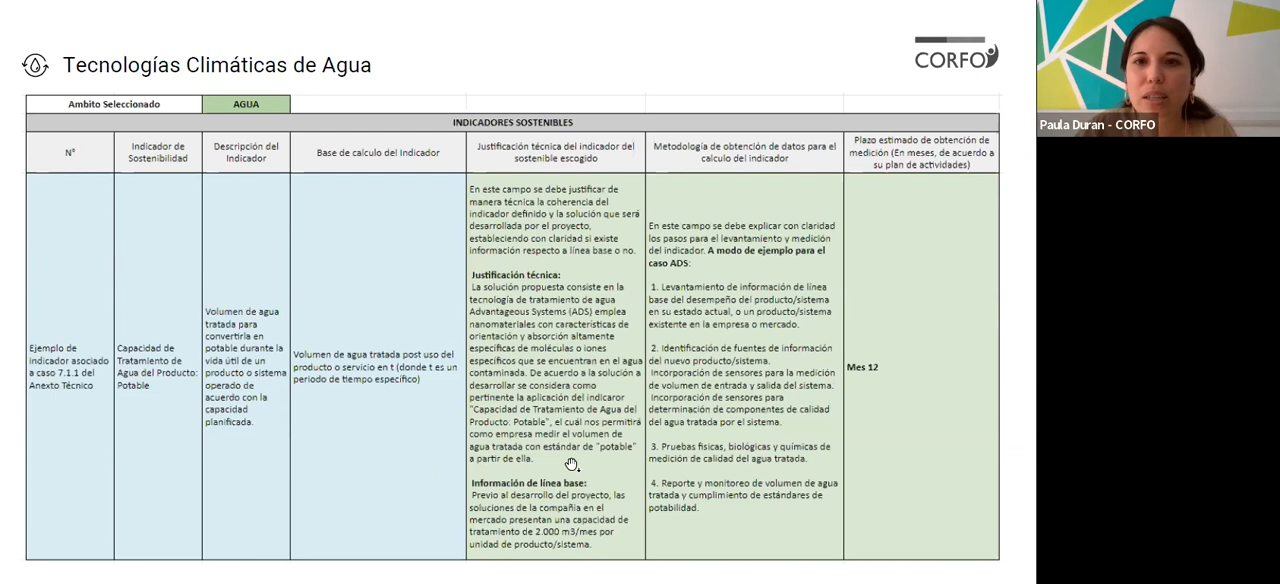 Tecnologías Climáticas de Agua
CORFO
Ambito Seleccionado
AGUA
INDICADORES SOSTENIBLES
N°
Indicador de
Sostenibilidad
Descripción del
Indicador
Base de calculo del Indicador
Justificación técnica del indicador del
sostenible escogido
Metodología de obtención de datos para el
calculo del indicador
Plazo estimado de obtención de
medición (En meses, de acuerdo a
su plan de actividades)
Ejemplo de
indicador asociado
a caso 7.1.1 del
Anexto Técnico
Capacidad de
Tratamiento de
Agua del Producto:
Potable
Volumen de agua
tratada para
convertirla en
potable durante la
vida útil de un
producto o sistema
operado de
acuerdo con la
capacidad
planificada.
Volumen de agua tratada post uso del
producto o servicio en t (donde t es un
periodo de tiempo específico)
En este campo se debe justificar de
manera técnica la coherencia del
indicador definido y la solución que será
desarrollada por el proyecto,
estableciendo con claridad si existe
información respecto a línea base o no.
Justificación técnica:
La solución propuesta consiste en la
tecnología de tratamiento de agua
Advantageous Systems (ADS) emplea
nanomateriales con características de
orientación y absorción altamente
específicas de moléculas o iones
específicos que se encuentran en el agua
contaminada. De acuerdo a la solución a
desarrollar se considera como
pertinente la aplicación del indicaror
"Capacidad de Tratamiento de Agua del
Producto: Potable", el cuál nos permitirá
como empresa medir el volumen de
agua tratada con estándar de "potable"
a partir de ella.
Información de línea base:
Previo al desarrollo del proyecto, las
soluciones de la compañía en el
mercado presentan una capacidad de
tratamiento de 2.000 m3/mes por
unidad de producto/sistema.
En este campo se debe explicar con claridad
los pasos para el levantamiento y medición
del indicador. A modo de ejemplo para el
caso ADS:
1. Levantamiento de información de línea
base del desempeño del producto/sistema
en su estado actual, o un producto/sistema
existente en la empresa o mercado.
2. Identificación de fuentes de información
del nuevo producto/sistema.
Incorporación de sensores para la medición
de volumen de entrada y salida del sistema.
Incorporación de sensores para
determinación de componentes de calidad
del agua tratada por el sistema.
3. Pruebas físicas, biológicas y químicas de
medición de calidad del agua tratada.
4. Reporte y monitoreo de volumen de agua
tratada y cumplimiento de estándares de
potabilidad.
Mes 12
Paula Duran - CORFO